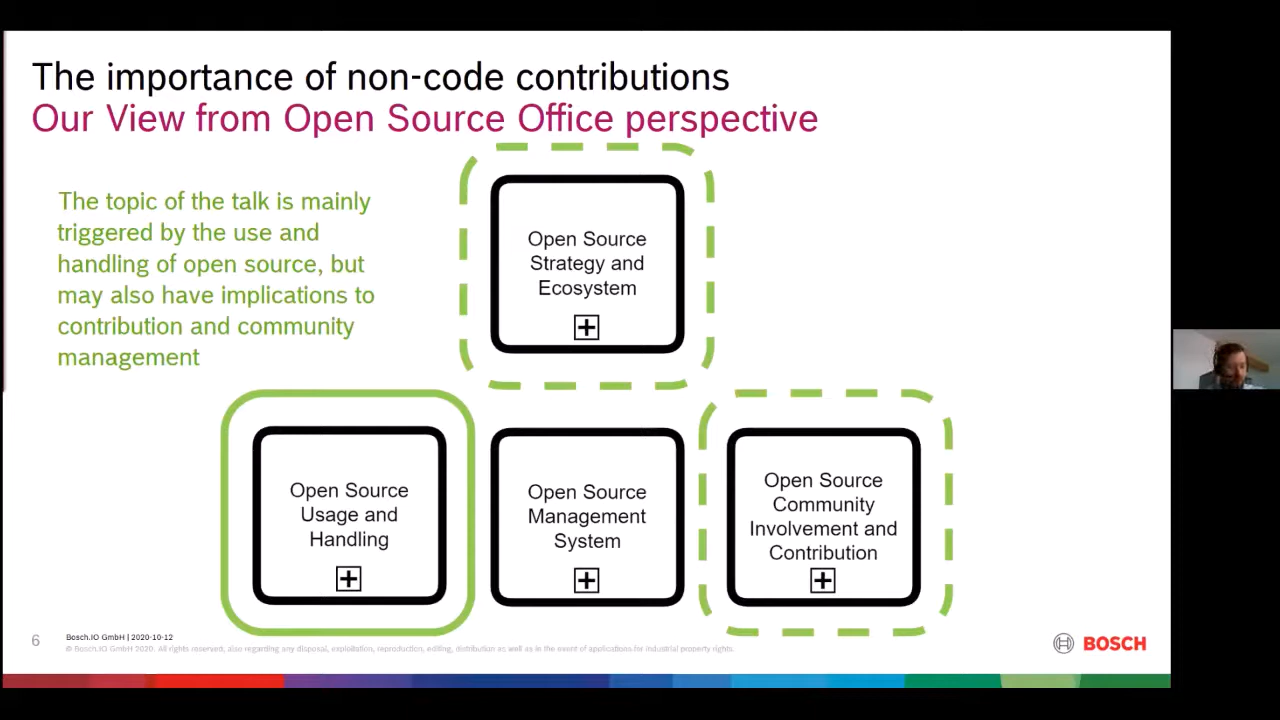 The importance of non-code contributions
Our View from Open Source Office perspective
The topic of the talk is mainly
triggered by the use and
handling of open source, but
may also have implications to
contribution and community
management
Open Source
Strategy and
Ecosystem
Open Source
Usage and
Handling
Open Source
Management
System
Open Source
Community
Involvement and
Contribution
6
Bosch.IO GmbH | 2020-10-12
© Bosch.IO GmbH 2020. All rights reserved, also regarding any disposal, exploitation, reproduction, editing, distribution as well as in the event of applications for industrial property rights.
BOSCH